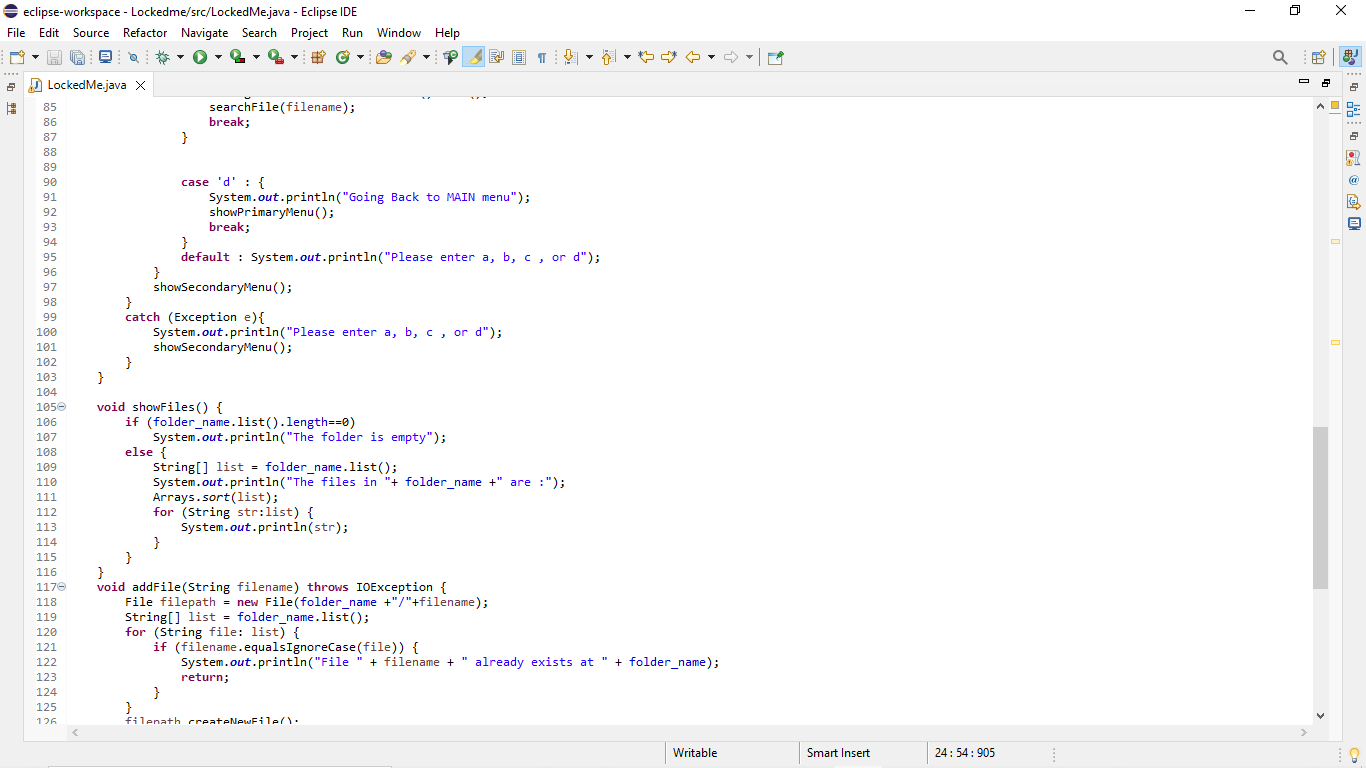 eclipse-workspace - Lockedme/src/LockedMe.java - Eclipse IDE
File Edit Source Refactor Navigate Search Project Run Window Help
LockedMe.java
85 searchFile(filename);
86 break;
87 }
88
89
90 case 'd' : {
91 System.out.println("Going Back to MAIN menu");
92 showPrimaryMenu();
93 break;
94 }
95 default : System.out.println("Please enter a, b, c , or d");
96 }
97 showSecondaryMenu();
98 }
99 catch (Exception e){
100 System.out.println("Please enter a, b, c , or d");
101 showSecondaryMenu();
102 }
103 }
104
105 void showFiles() {
106 if (folder_name.list().length==0)
107 System.out.println("The folder is empty");
108 else {
109 String[] list = folder_name.list();
110 System.out.println("The files in "+ folder_name +" are :");
111 Arrays.sort(list);
112 for (String str:list) {
113 System.out.println(str);
114 }
115 }
116 }
117 void addFile(String filename) throws IOException {
118 File filepath = new File(folder_name +"/"+filename);
119 String[] list = folder_name.list();
120 for (String file: list) {
121 if (filename.equalsIgnoreCase(file)) {
122 System.out.println("File " + filename + " already exists at " + folder_name);
123 return;
124 }
125 }
126 filepath.createNewFile();
Writable Smart Insert 24 : 54 : 905